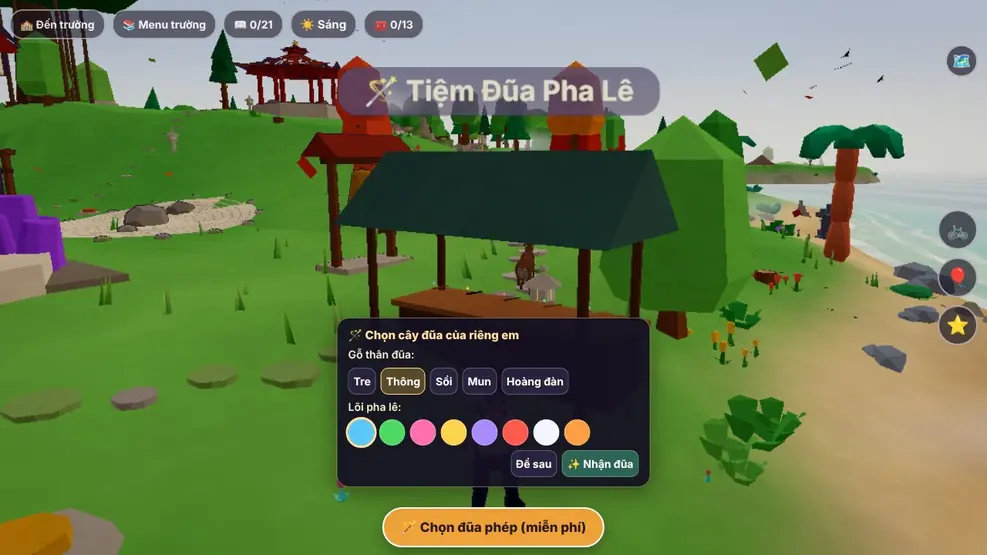 Đến trường
Menu trường
0/21
Sáng
0/13
Tiệm Đũa Pha Lê
Chọn cây đũa của riêng em
Gỗ thân đũa:
Tre
Thông
Sồi
Mun
Hoàng đàn
Lõi pha lê:
Để sau
Nhận đũa
Chọn đũa phép (miễn phí)